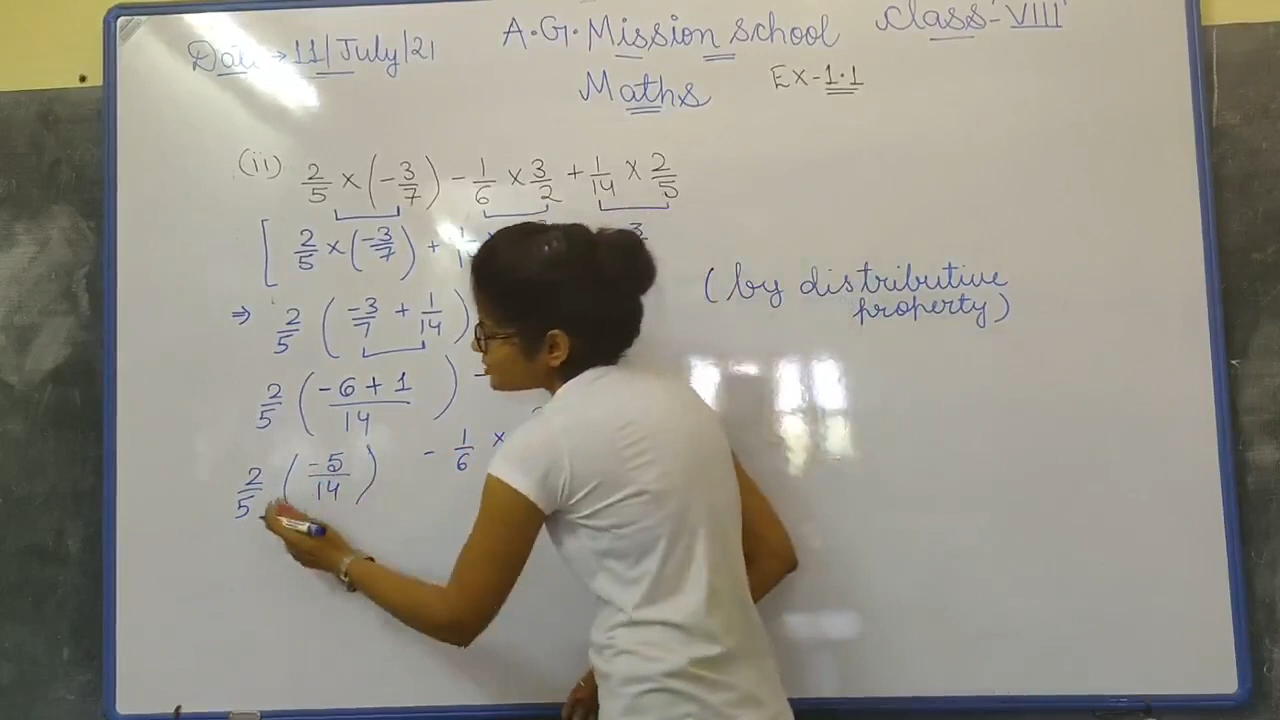 Date → 11/July/21 A.G. Mission school class-VIII
Maths Ex-1.1
(ii) 2/5 × (-3/7) - 1/6 × 3/2 + 1/14 × 2/5
[ 2/5 × (-3/7) + 1/14
(by distributive
property)
⇒ 2/5 (-3/7 + 1/14)
2/5 (-6+1/14) -
2/5 (-5/14) - 1/6 ×